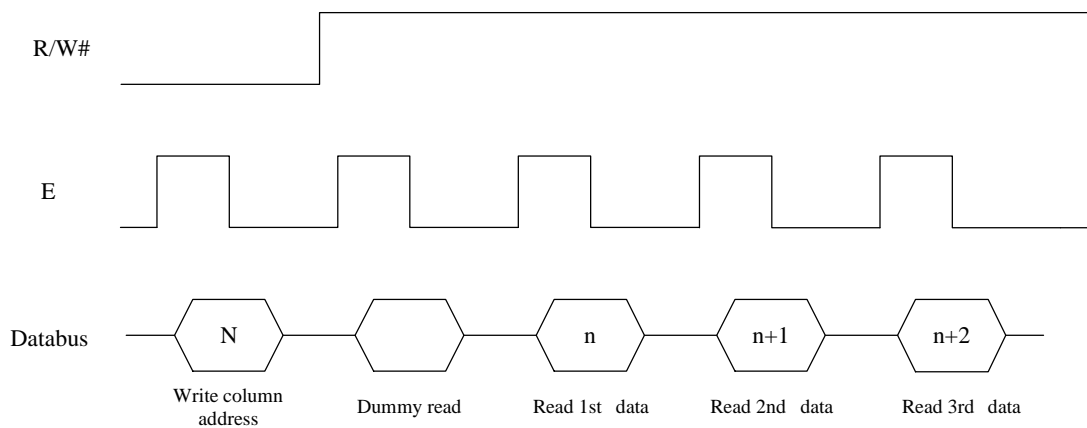 R/W#
E
Databus
N
n
n+1
n+2
Write column
address
Dummy read
Read 1st data
Read 2nd data
Read 3rd data